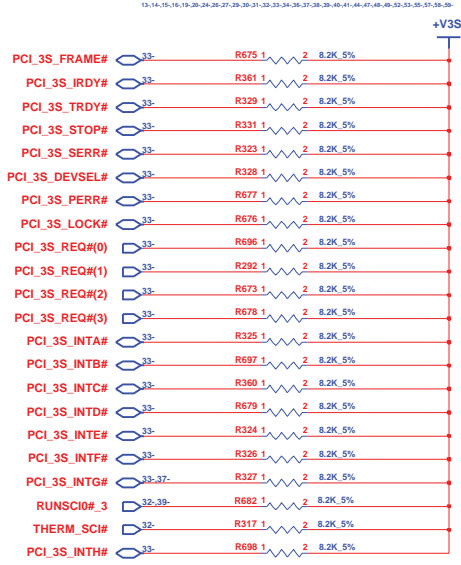 13-,14-,15-,16-,19-,20-,24-,26-,27-,29-,30-,31-,32-,33-,34-,35-,37-,38-,39-,40-,41-,44-,47-,48-,49-,52-,53-,55-,57-,58-,59-
+V3S
PCI_3S_FRAME# 33- R675 1 2 8.2K_5%
PCI_3S_IRDY# 33- R361 1 2 8.2K_5%
PCI_3S_TRDY# 33- R329 1 2 8.2K_5%
PCI_3S_STOP# 33- R331 1 2 8.2K_5%
PCI_3S_SERR# 33- R323 1 2 8.2K_5%
PCI_3S_DEVSEL# 33- R328 1 2 8.2K_5%
PCI_3S_PERR# 33- R677 1 2 8.2K_5%
PCI_3S_LOCK# 33- R676 1 2 8.2K_5%
PCI_3S_REQ#(0) 33- R696 1 2 8.2K_5%
PCI_3S_REQ#(1) 33- R292 1 2 8.2K_5%
PCI_3S_REQ#(2) 33- R673 1 2 8.2K_5%
PCI_3S_REQ#(3) 33- R678 1 2 8.2K_5%
PCI_3S_INTA# 33- R325 1 2 8.2K_5%
PCI_3S_INTB# 33- R697 1 2 8.2K_5%
PCI_3S_INTC# 33- R360 1 2 8.2K_5%
PCI_3S_INTD# 33- R679 1 2 8.2K_5%
PCI_3S_INTE# 33- R324 1 2 8.2K_5%
PCI_3S_INTF# 33- R326 1 2 8.2K_5%
PCI_3S_INTG# 33-,37- R327 1 2 8.2K_5%
RUNSCI0#_3 32-,39- R682 1 2 8.2K_5%
THERM_SCI# 32- R317 1 2 8.2K_5%
PCI_3S_INTH# 33- R698 1 2 8.2K_5%